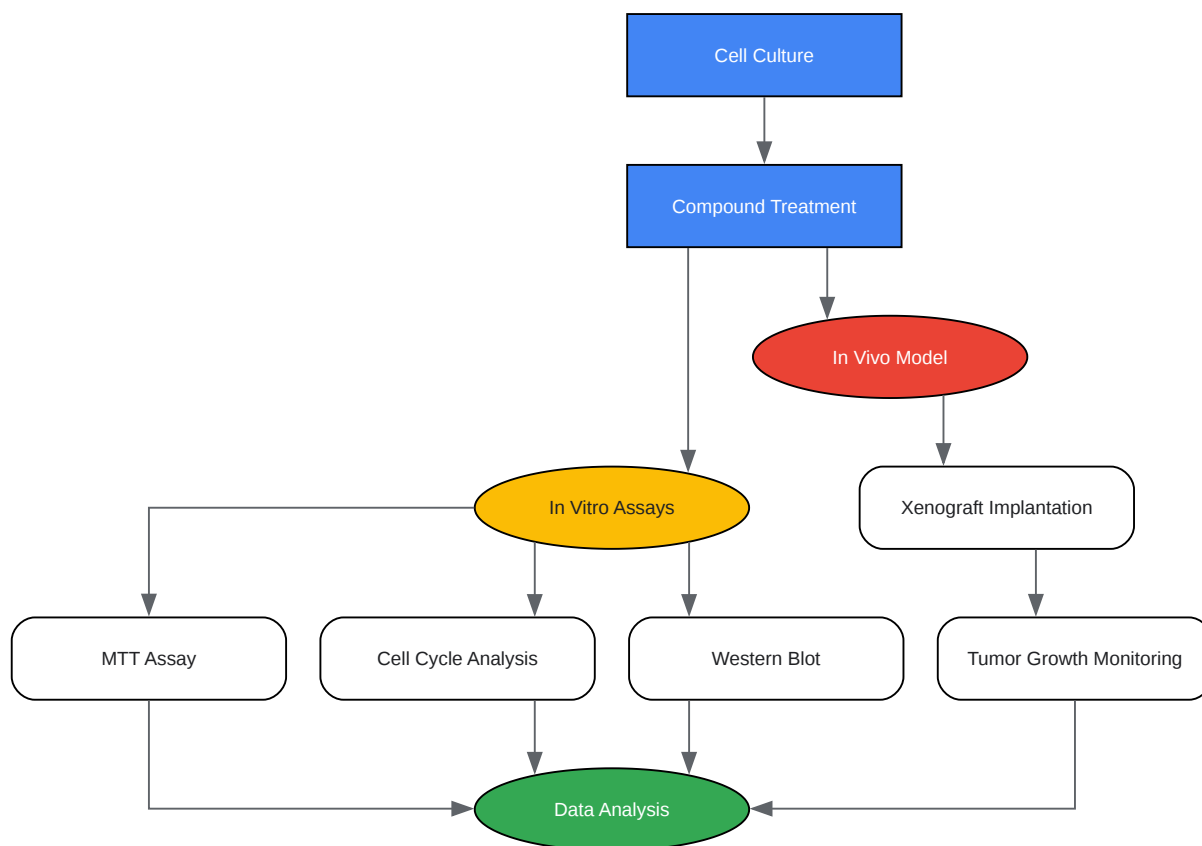 Cell Culture
Compound Treatment
In Vivo Model
In Vitro Assays
Xenograft Implantation
MTT Assay
Cell Cycle Analysis
Western Blot
Tumor Growth Monitoring
Data Analysis